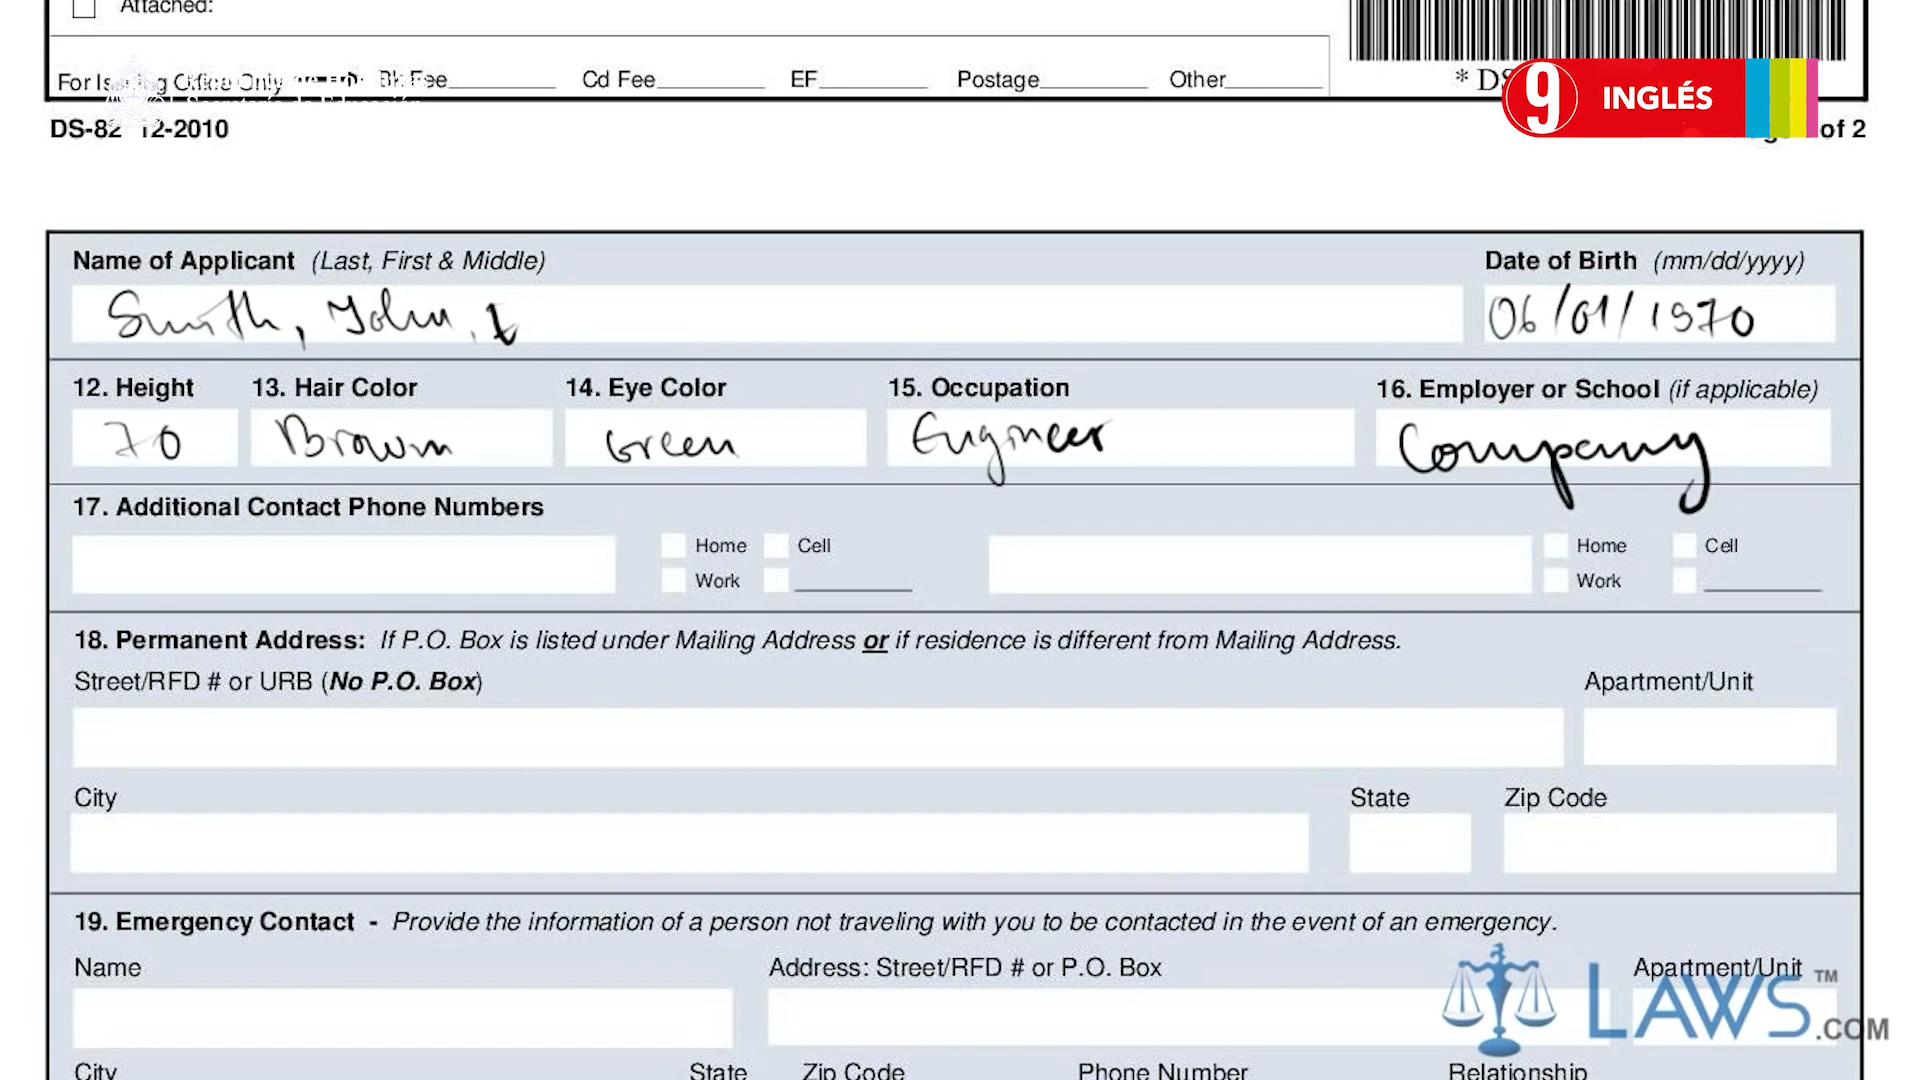 Attached:
For Issuing Office Only Bk Fee Cd Fee EF Postage Other
* DS
9 INGLÉS
DS-82 12-2010 of 2
Name of Applicant (Last, First & Middle) Date of Birth (mm/dd/yyyy)
Smith, John, 06/01/1970
12. Height 13. Hair Color 14. Eye Color 15. Occupation 16. Employer or School (if applicable)
70 Brown Green Engineer Company
17. Additional Contact Phone Numbers
Home Cell Home Cell
Work Work
18. Permanent Address: If P.O. Box is listed under Mailing Address or if residence is different from Mailing Address.
Street/RFD # or URB (No P.O. Box) Apartment/Unit
City State Zip Code
19. Emergency Contact - Provide the information of a person not traveling with you to be contacted in the event of an emergency.
Name Address: Street/RFD # or P.O. Box Apartment/Unit
LAWS™.COM
City State Zip Code Phone Number Relationship